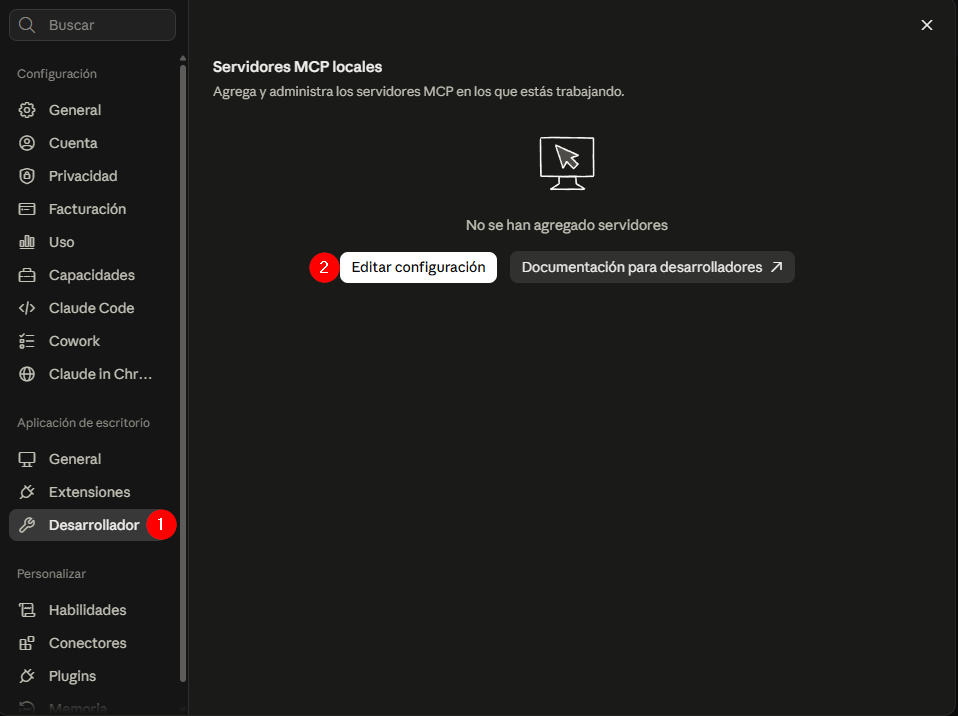 Buscar
Configuración
General
Cuenta
Privacidad
Facturación
Uso
Capacidades
Claude Code
Cowork
Claude in Chr...
Aplicación de escritorio
General
Extensiones
Desarrollador 1
Personalizar
Habilidades
Conectores
Plugins
Memoria
Servidores MCP locales
Agrega y administra los servidores MCP en los que estás trabajando.
No se han agregado servidores
2 Editar configuración Documentación para desarrolladores